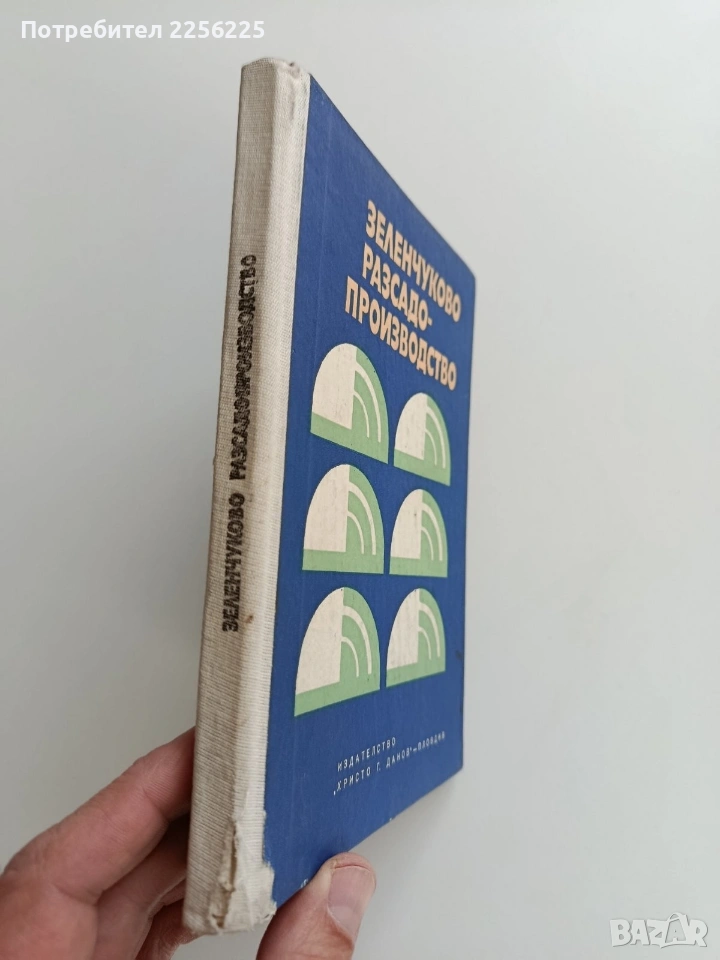 Потребител 2256225
ЗЕЛЕНЧУКОВО
РАЗСАДО-
ПРОИЗВОДСТВО
ЗЕЛЕНЧУКОВО РАЗСАДОПРОИЗВОДСТВО
ИЗДАТЕЛСТВО
„ХРИСТО Г. ДАНОВ" — ПЛОВДИВ
BAZAR